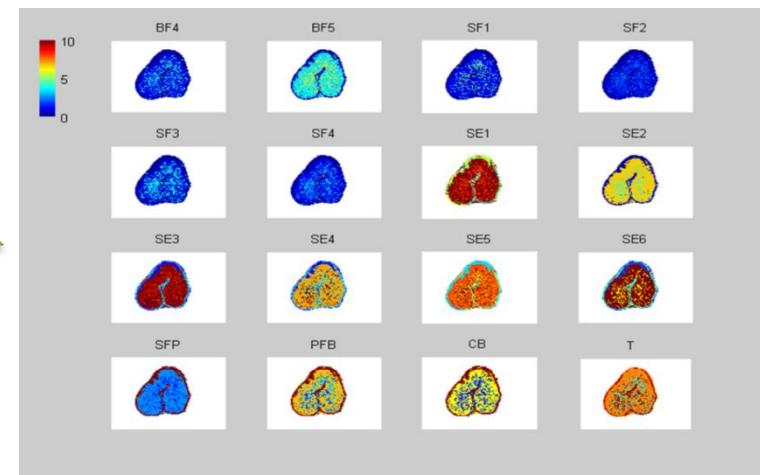 BF4 BF5 SF1 SF2
10
5
0
SF3 SF4 SE1 SE2
SE3 SE4 SE5 SE6
SFP PFB CB T